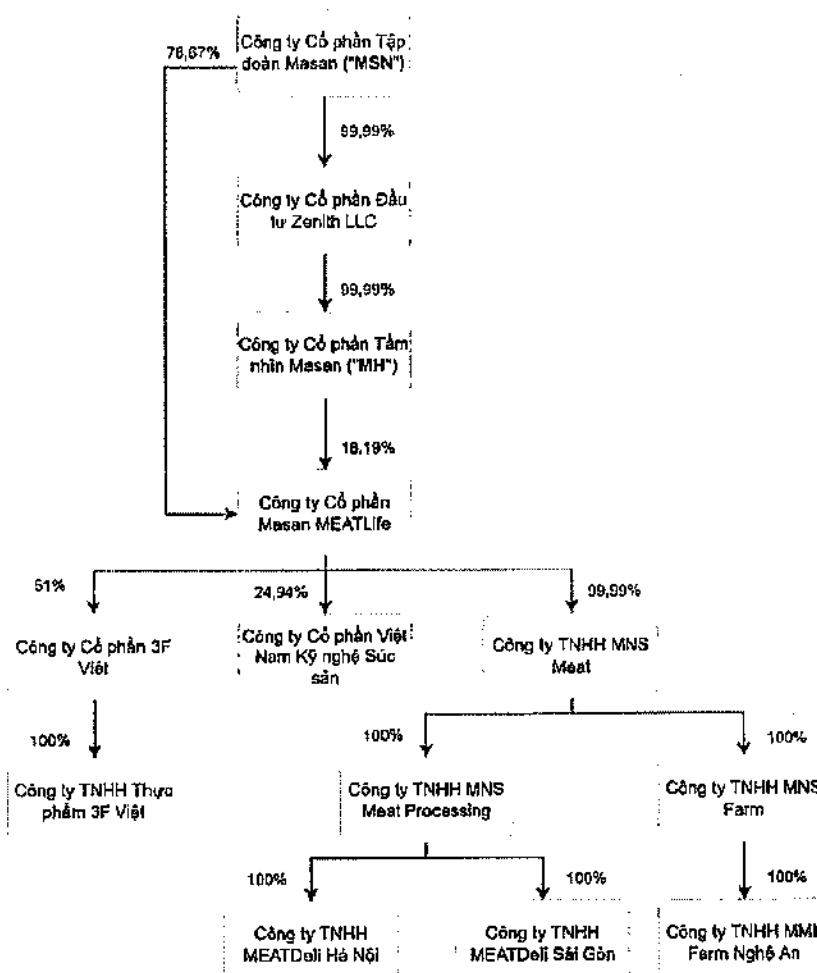 76,67%
Công ty Cổ phần Tập
đoàn Masan ("MSN")
99,99%
Công ty Cổ phần Đầu
tư Zenith LLC
99,99%
Công ty Cổ phần Tầm
nhìn Masan ("MH")
18,19%
Công ty Cổ phần
Masan MEATLife
51%
24,94%
99,99%
Công ty Cổ phần 3F
Việt
Công ty Cổ phần Việt
Nam Kỹ nghệ Súc
sản
Công ty TNHH MNS
Meat
100%
100%
100%
Công ty TNHH Thực
phẩm 3F Việt
Công ty TNHH MNS
Meat Processing
Công ty TNHH MNS
Farm
100%
100%
100%
Công ty TNHH
MEATDeli Hà Nội
Công ty TNHH
MEATDeli Sài Gòn
Công ty TNHH MML
Farm Nghệ An